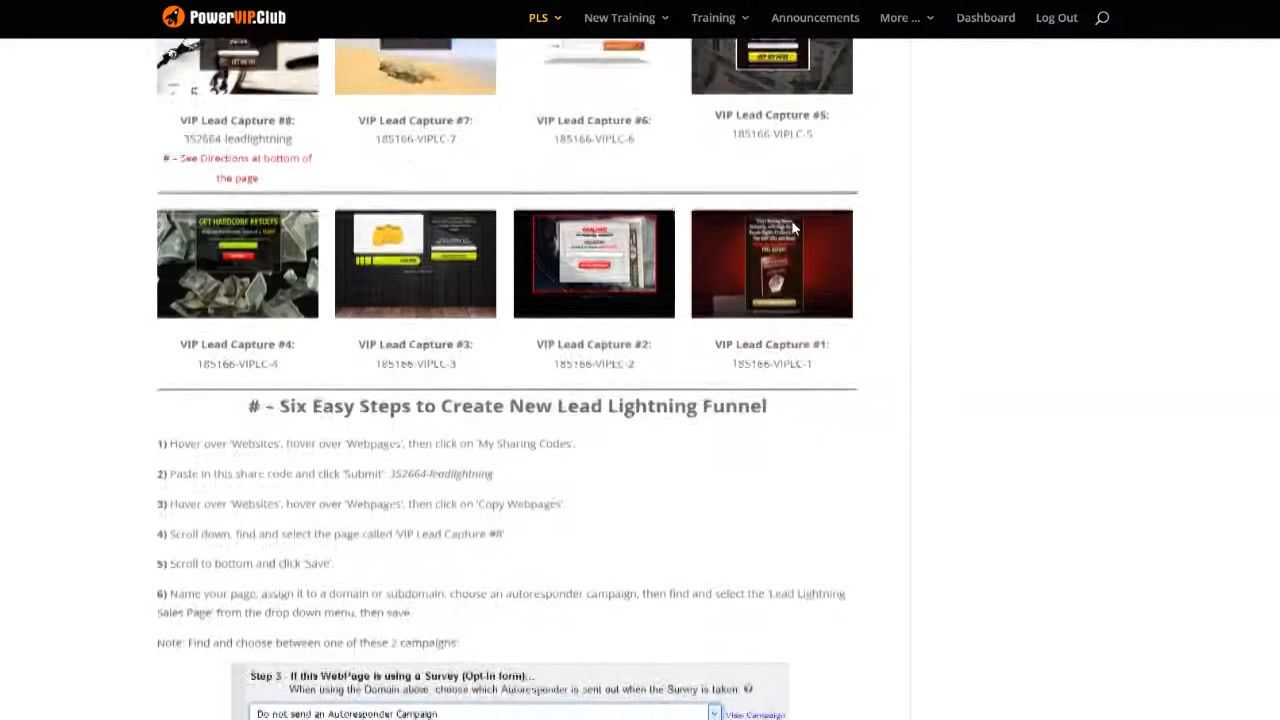 PowerVIP.Club
PLS
New Training
Training
Announcements
More ...
Dashboard
Log Out
VIP Lead Capture #8:
352664-leadlightning
# - See Directions at bottom of
the page
VIP Lead Capture #7:
185166-VIPLC-7
VIP Lead Capture #6:
185166-VIPLC-6
VIP Lead Capture #5:
185166-VIPLC-5
GET HARDCORE RESULTS
VIP Lead Capture #4:
185166-VIPLC-4
VIP Lead Capture #3:
185166-VIPLC-3
VIP Lead Capture #2:
185166-VIPLC-2
VIP Lead Capture #1:
185166-VIPLC-1
# - Six Easy Steps to Create New Lead Lightning Funnel
1) Hover over 'Websites', hover over 'Webpages', then click on 'My Sharing Codes'.
2) Paste in this share code and click 'Submit': 352664-leadlightning
3) Hover over 'Websites', hover over 'Webpages', then click on 'Copy Webpages'
4) Scroll down, find and select the page called 'VIP Lead Capture #8'
5) Scroll to bottom and click 'Save'.
6) Name your page, assign it to a domain or subdomain, choose an autoresponder campaign, then find and select the 'Lead Lightning
Sales Page' from the drop down menu, then save.
Note: Find and choose between one of these 2 campaigns:
Step 3 - If this WebPage is using a Survey (Opt-in form)...
When using the Domain above, choose which Autoresponder is sent out when the Survey is taken.
Do not send an Autoresponder Campaign
View Campaign